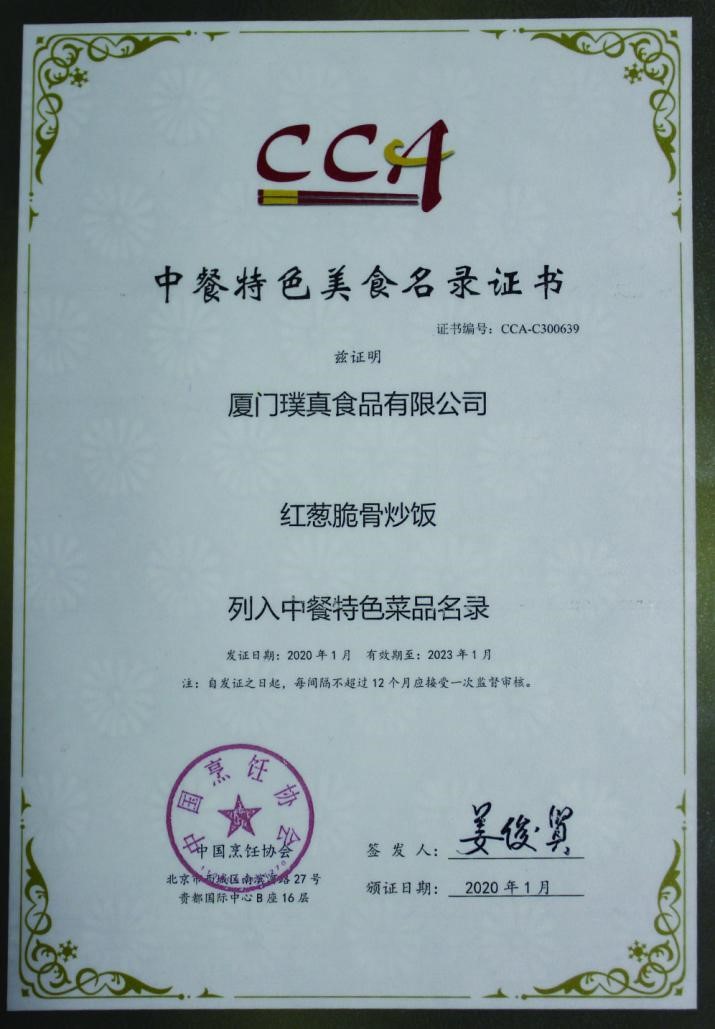 CCA
中餐特色美食名录证书
证书编号：CCA-C300639
兹证明
厦门璞真食品有限公司
红葱脆骨炒饭
列入中餐特色菜品名录
发证日期：2020年1月 有效期至：2023年1月
注：自发证之日起，每间隔不超过12个月应接受一次监督审核。
中国烹饪协会
中国烹饪协会
北京市西城区南滨河路27号
贵都国际中心B座16层
签发人：姜俊贤
颁证日期：2020年1月